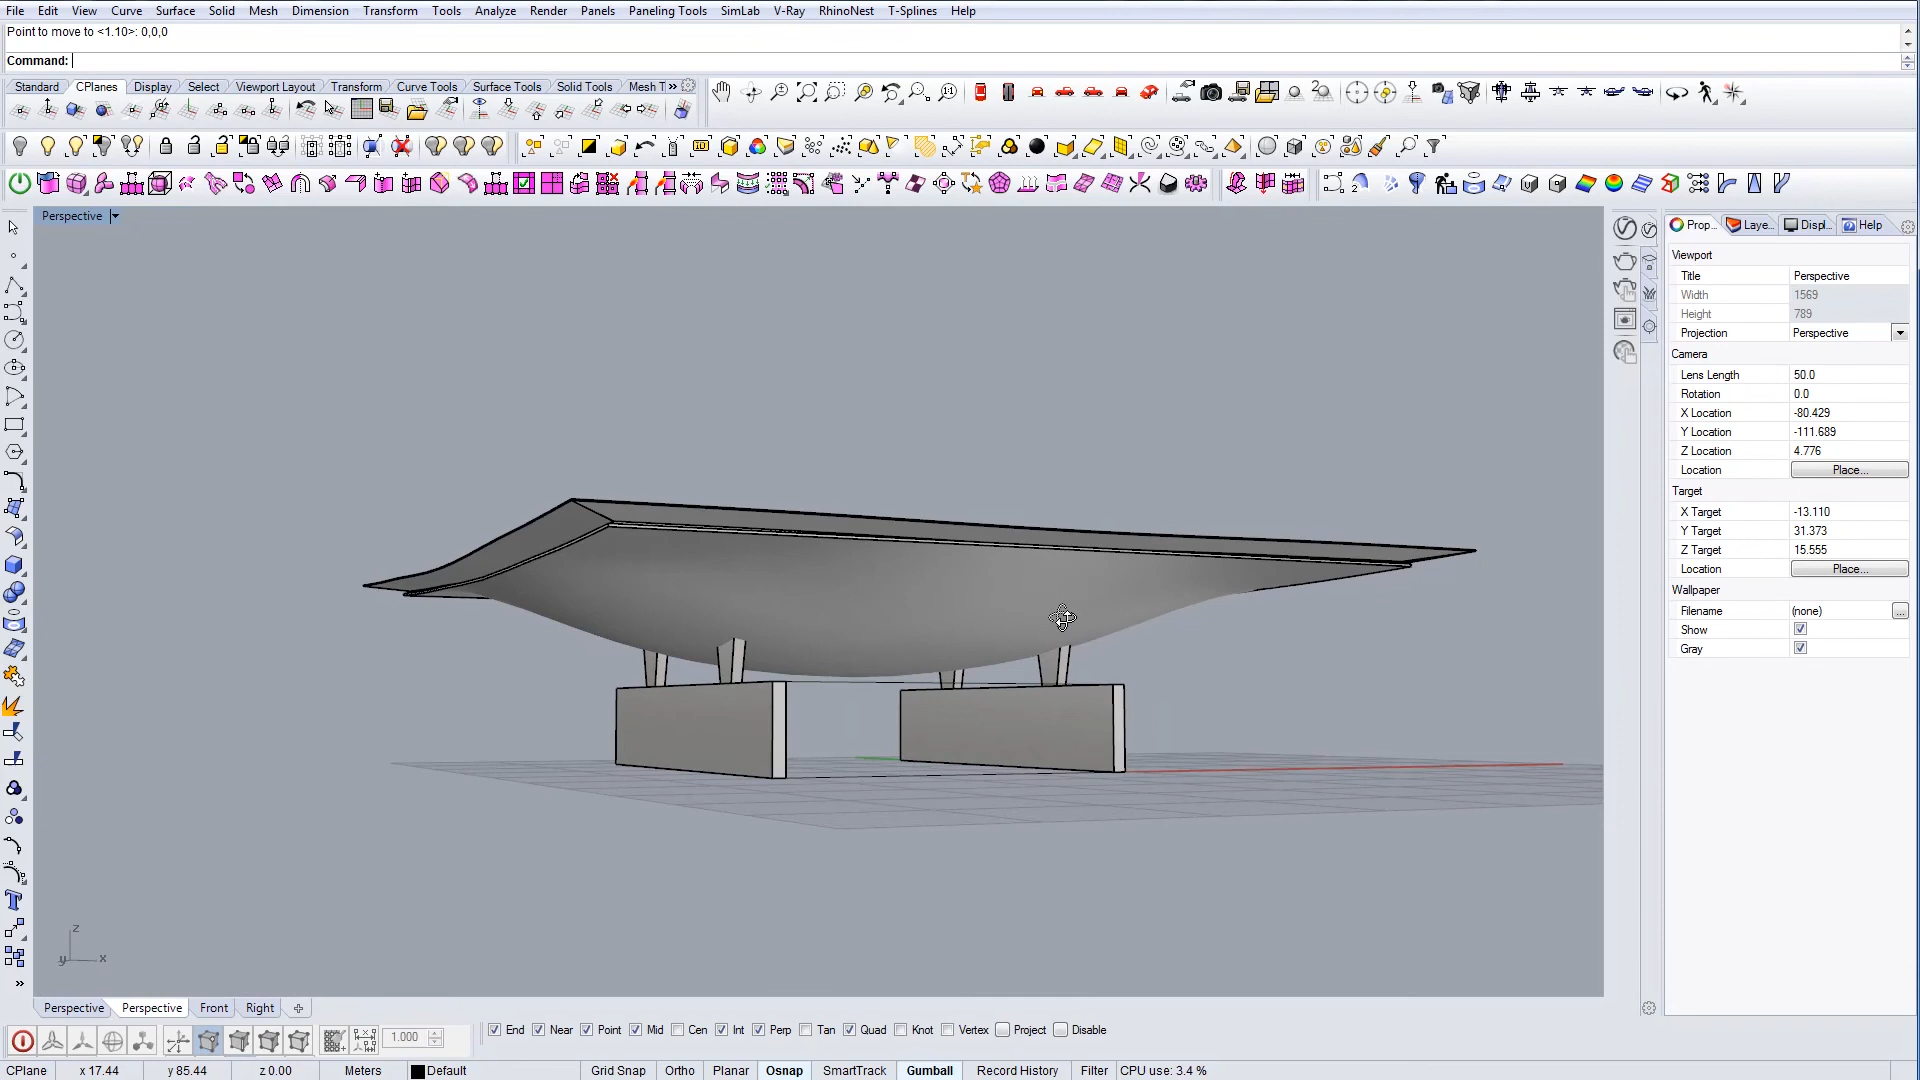 File Edit View Curve Surface Solid Mesh Dimension Transform Tools Analyze Render Panels Paneling Tools SimLab V-Ray RhinoNest T-Splines Help
Point to move to <1.10>: 0,0,0
Command:
Standard CPlanes Display Select Viewport Layout Transform Curve Tools Surface Tools Solid Tools Mesh T »
Perspective
Prop... Laye... Displ... Help
Viewport
Title Perspective
Width 1569
Height 789
Projection Perspective
Camera
Lens Length 50.0
Rotation 0.0
X Location -80.429
Y Location -111.689
Z Location 4.776
Location Place...
Target
X Target -13.110
Y Target 31.373
Z Target 15.555
Location Place...
Wallpaper
Filename (none) ...
Show
Gray
z
y x
»
Perspective Perspective Front Right
1.000
End Near Point Mid Cen Int Perp Tan Quad Knot Vertex Project Disable
CPlane x 17.44 y 85.44 z 0.00 Meters Default Grid Snap Ortho Planar Osnap SmartTrack Gumball Record History Filter CPU use: 3.4 %